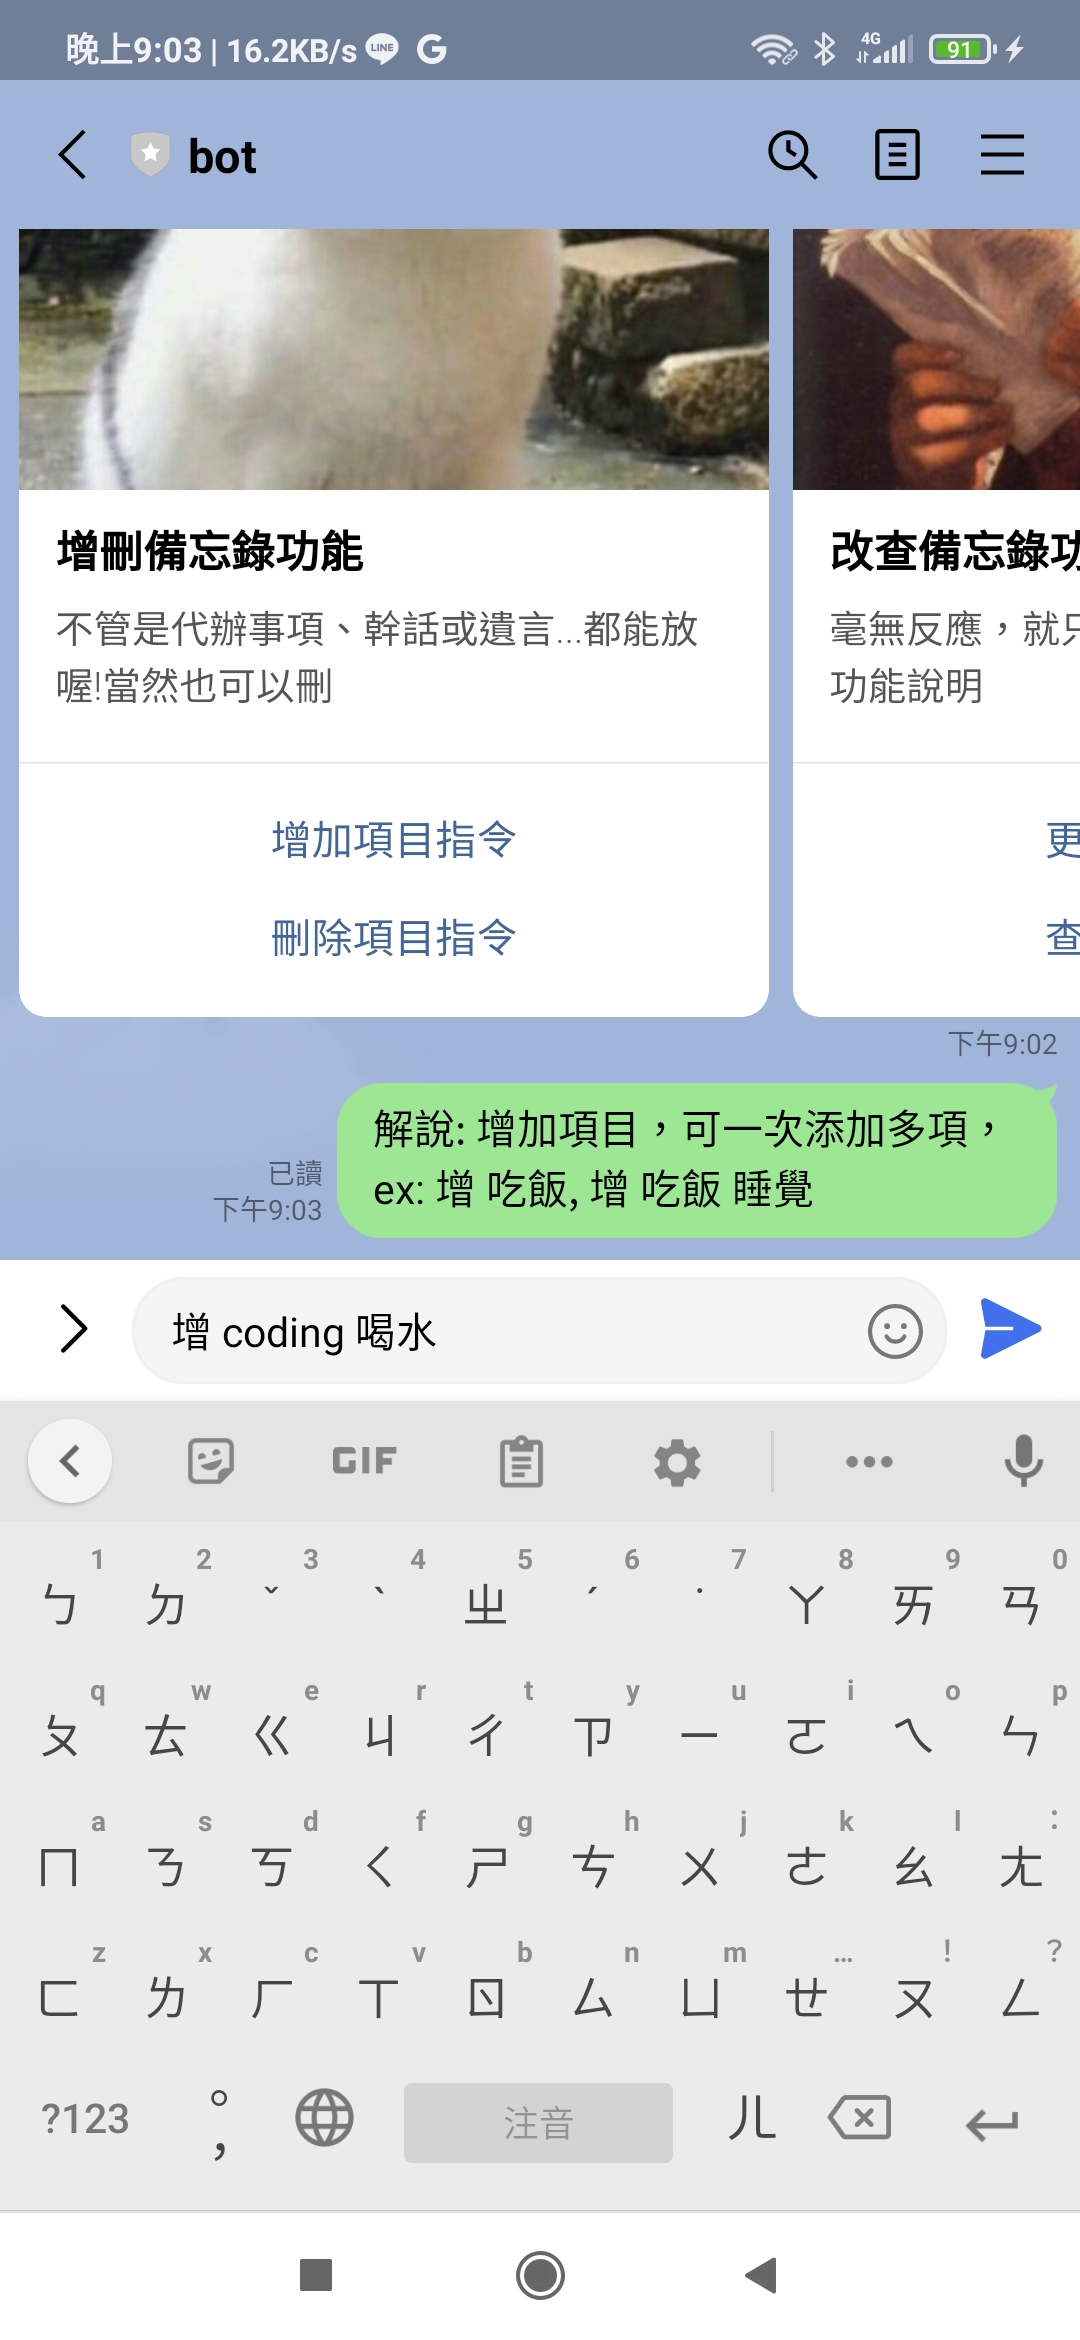 晚上9:03 | 16.2KB/s LINE G
4G 91
bot
增刪備忘錄功能
不管是代辦事項、幹話或遺言...都能放
喔!當然也可以刪
增加項目指令
刪除項目指令
改查備忘錄功
毫無反應，就只
功能說明
更
查
下午9:02
解說: 增加項目，可一次添加多項，
ex: 增 吃飯, 增 吃飯 睡覺
已讀
下午9:03
增 coding 喝水
GIF
1 2 3 4 5 6 7 8 9 0
ㄅ ㄉ ˇ ˋ ㄓ ˊ ˙ ㄚ ㄞ ㄢ
q w e r t y u i o p
ㄆ ㄊ ㄍ ㄐ ㄔ ㄗ ㄧ ㄛ ㄟ ㄣ
a s d f g h j k l :
ㄇ ㄋ ㄎ ㄑ ㄕ ㄘ ㄨ ㄜ ㄠ ㄤ
z x c v b n m … ! ?
ㄈ ㄌ ㄏ ㄒ ㄖ ㄙ ㄩ ㄝ ㄡ ㄥ
?123 。 ， 注音 ㄦ